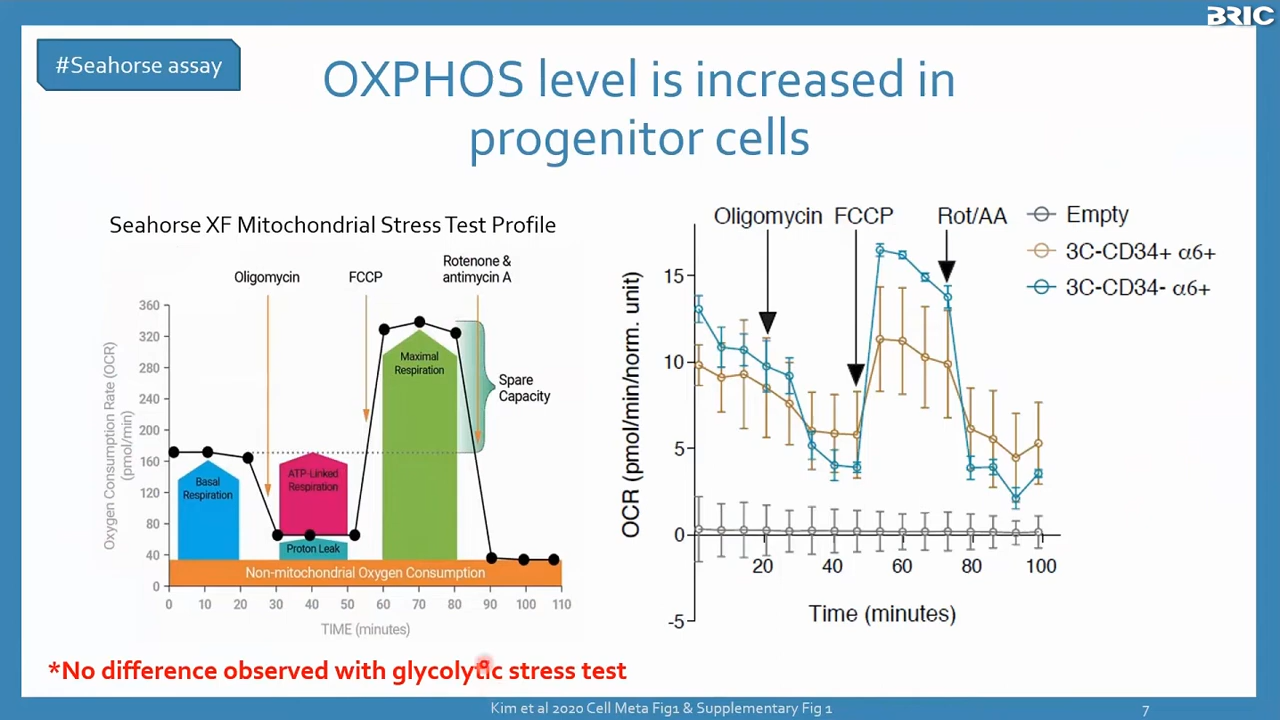 BRIC
#Seahorse assay
OXPHOS level is increased in
progenitor cells
Seahorse XF Mitochondrial Stress Test Profile
Oligomycin
FCCP
Rotenone &
antimycin A
360
320
280
240
200
160
120
80
40
0
Oxygen Consumption Rate (OCR)
(pmol/min)
Basal
Respiration
ATP-Linked
Respiration
Proton Leak
Maximal
Respiration
Spare
Capacity
Non-mitochondrial Oxygen Consumption
0 10 20 30 40 50 60 70 80 90 100 110
TIME (minutes)
Oligomycin FCCP Rot/AA
Empty
3C-CD34+ α6+
3C-CD34- α6+
15
10
5
0
-5
OCR (pmol/min/norm. unit)
20 40 60 80 100
Time (minutes)
*No difference observed with glycolytic stress test
Kim et al 2020 Cell Meta Fig1 & Supplementary Fig 1
7